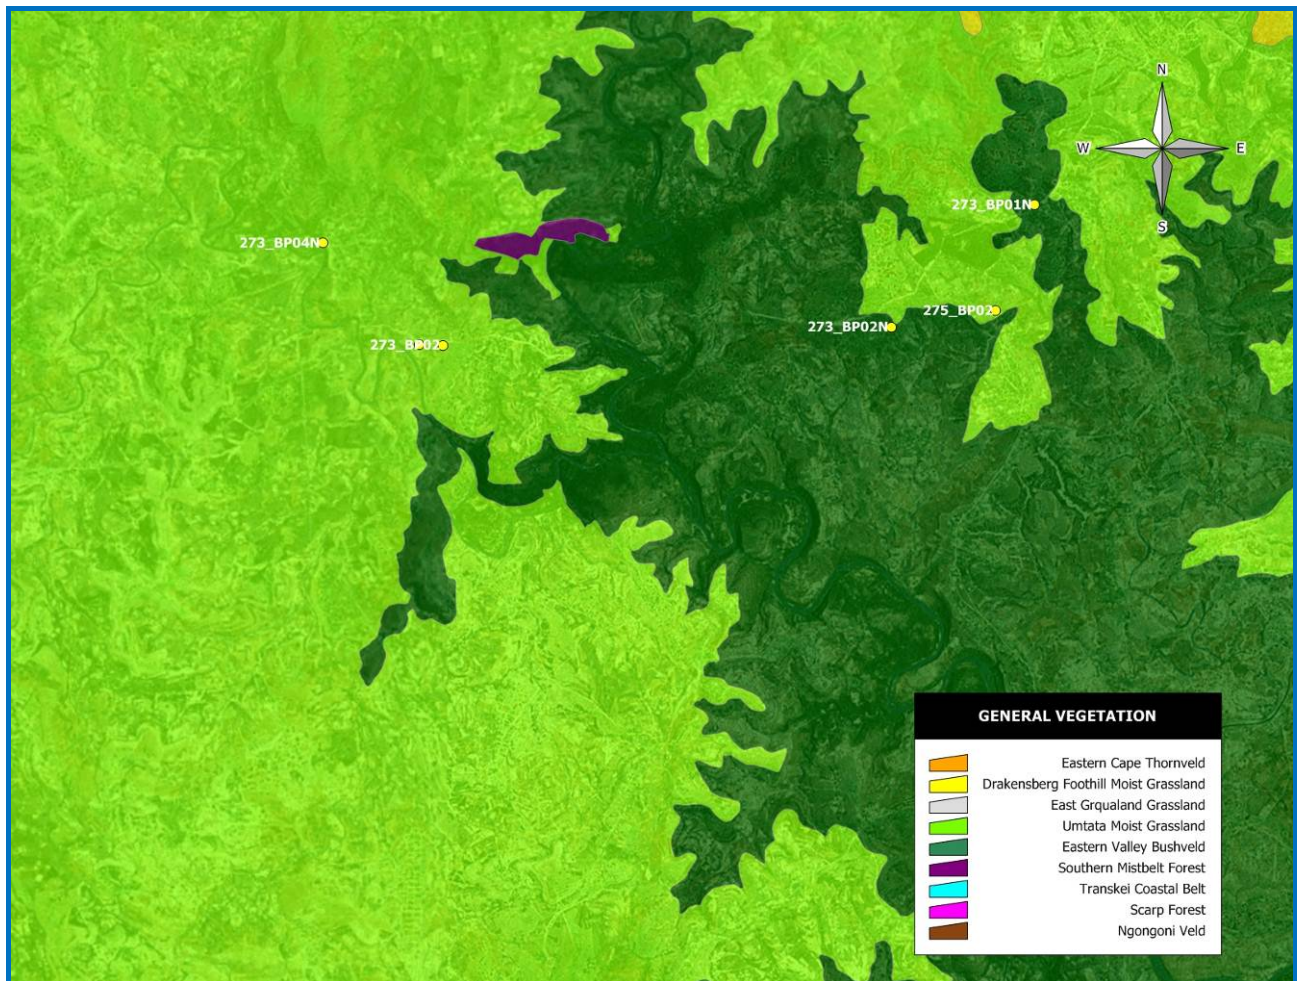 N
W E
S
273_BP01N
273_BP04N
275_BP02
273_BP02N
273_BP02
GENERAL VEGETATION
Eastern Cape Thornveld
Drakensberg Foothill Moist Grassland
East Grqualand Grassland
Umtata Moist Grassland
Eastern Valley Bushveld
Southern Mistbelt Forest
Transkei Coastal Belt
Scarp Forest
Ngongoni Veld